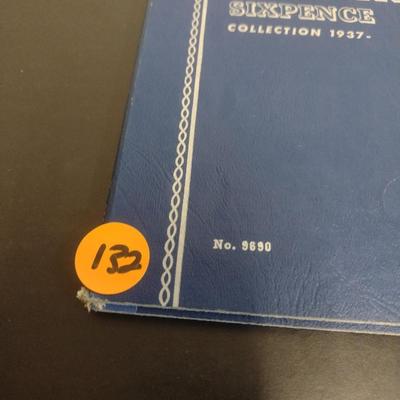 SIXPENCE
COLLECTION 1937-
No. 9690
132